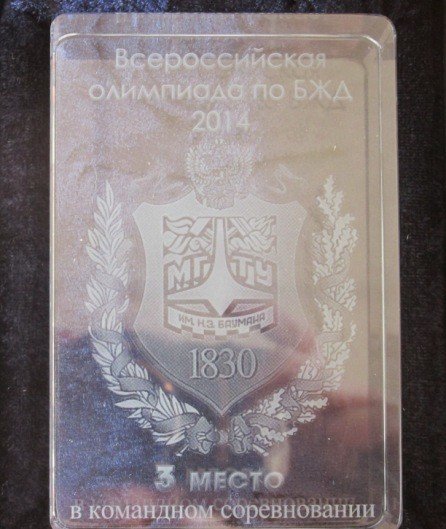 Всероссийская
олимпиада по БЖД
2014
МГТУ
ИМ. Н.Э. БАУМАНА
1830
3 МЕСТО
в командном соревновании